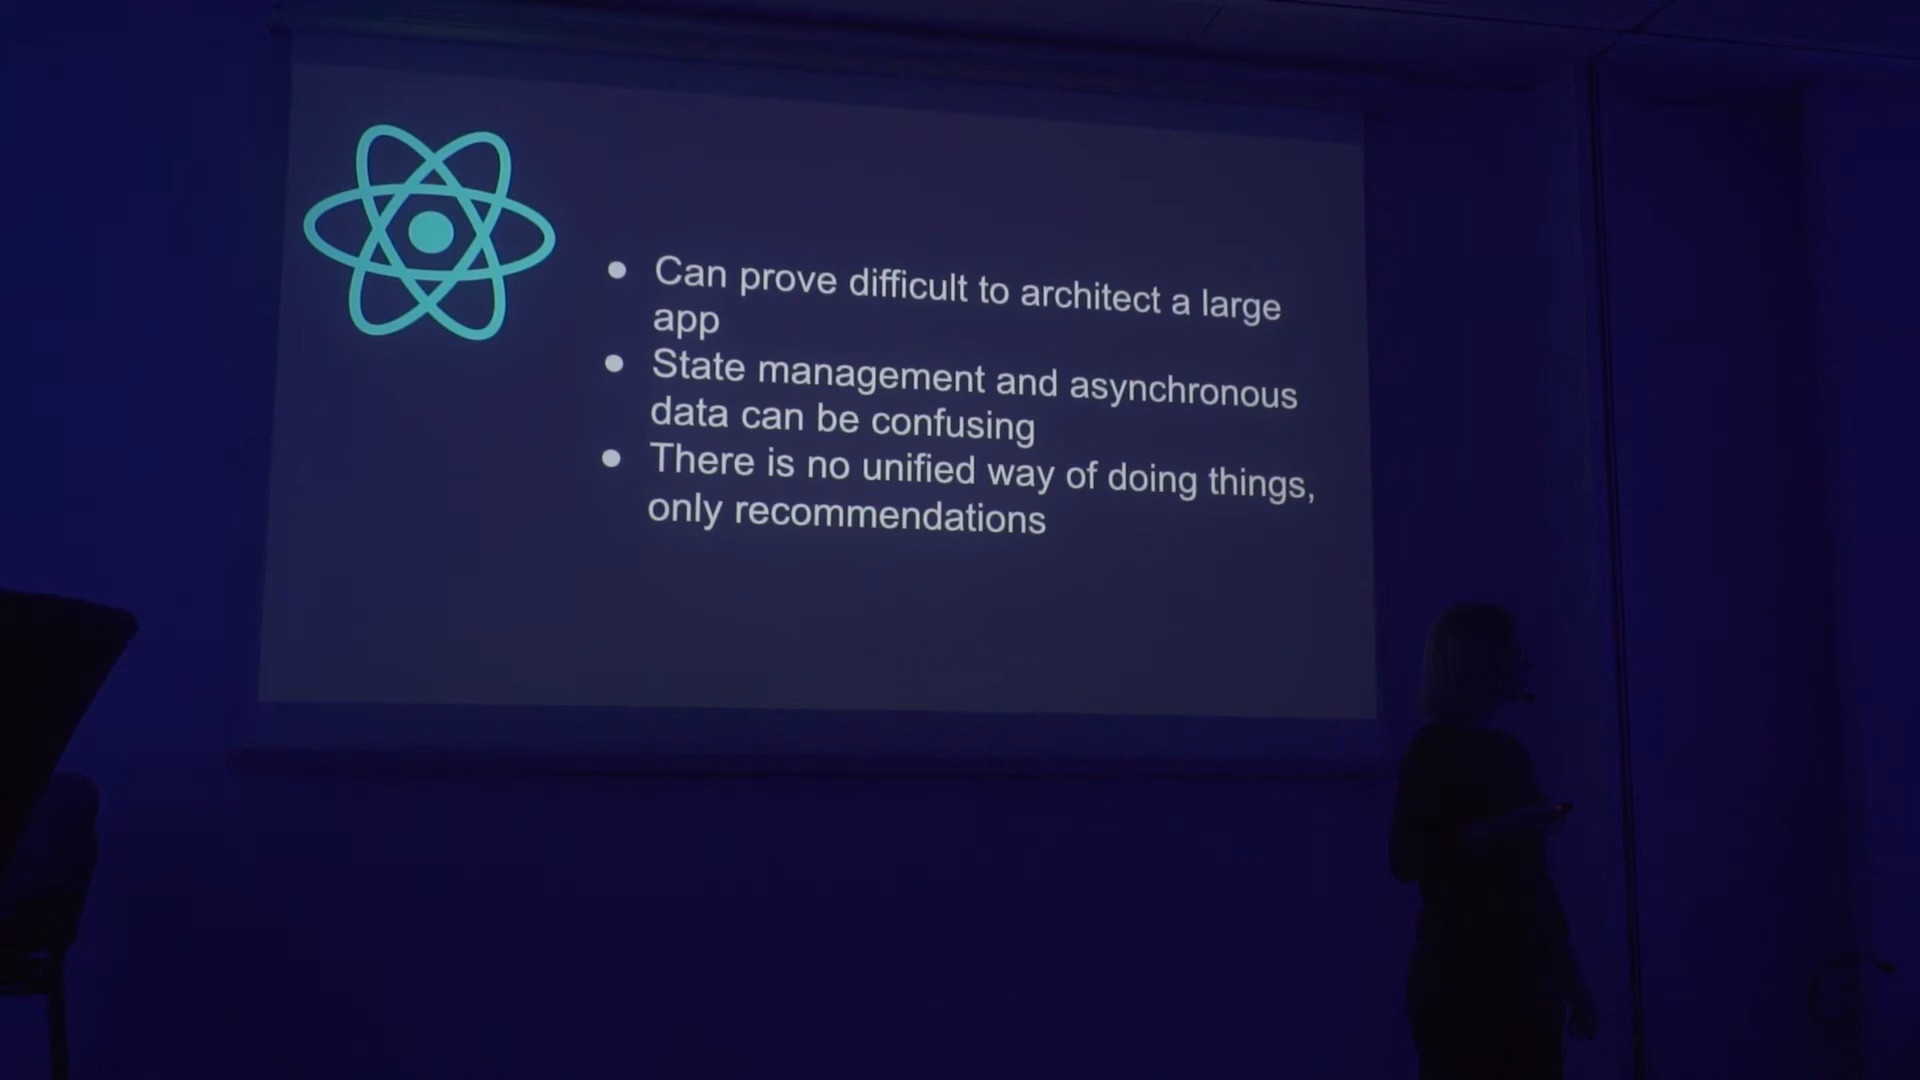 ● Can prove difficult to architect a large
app
● State management and asynchronous
data can be confusing
● There is no unified way of doing things,
only recommendations